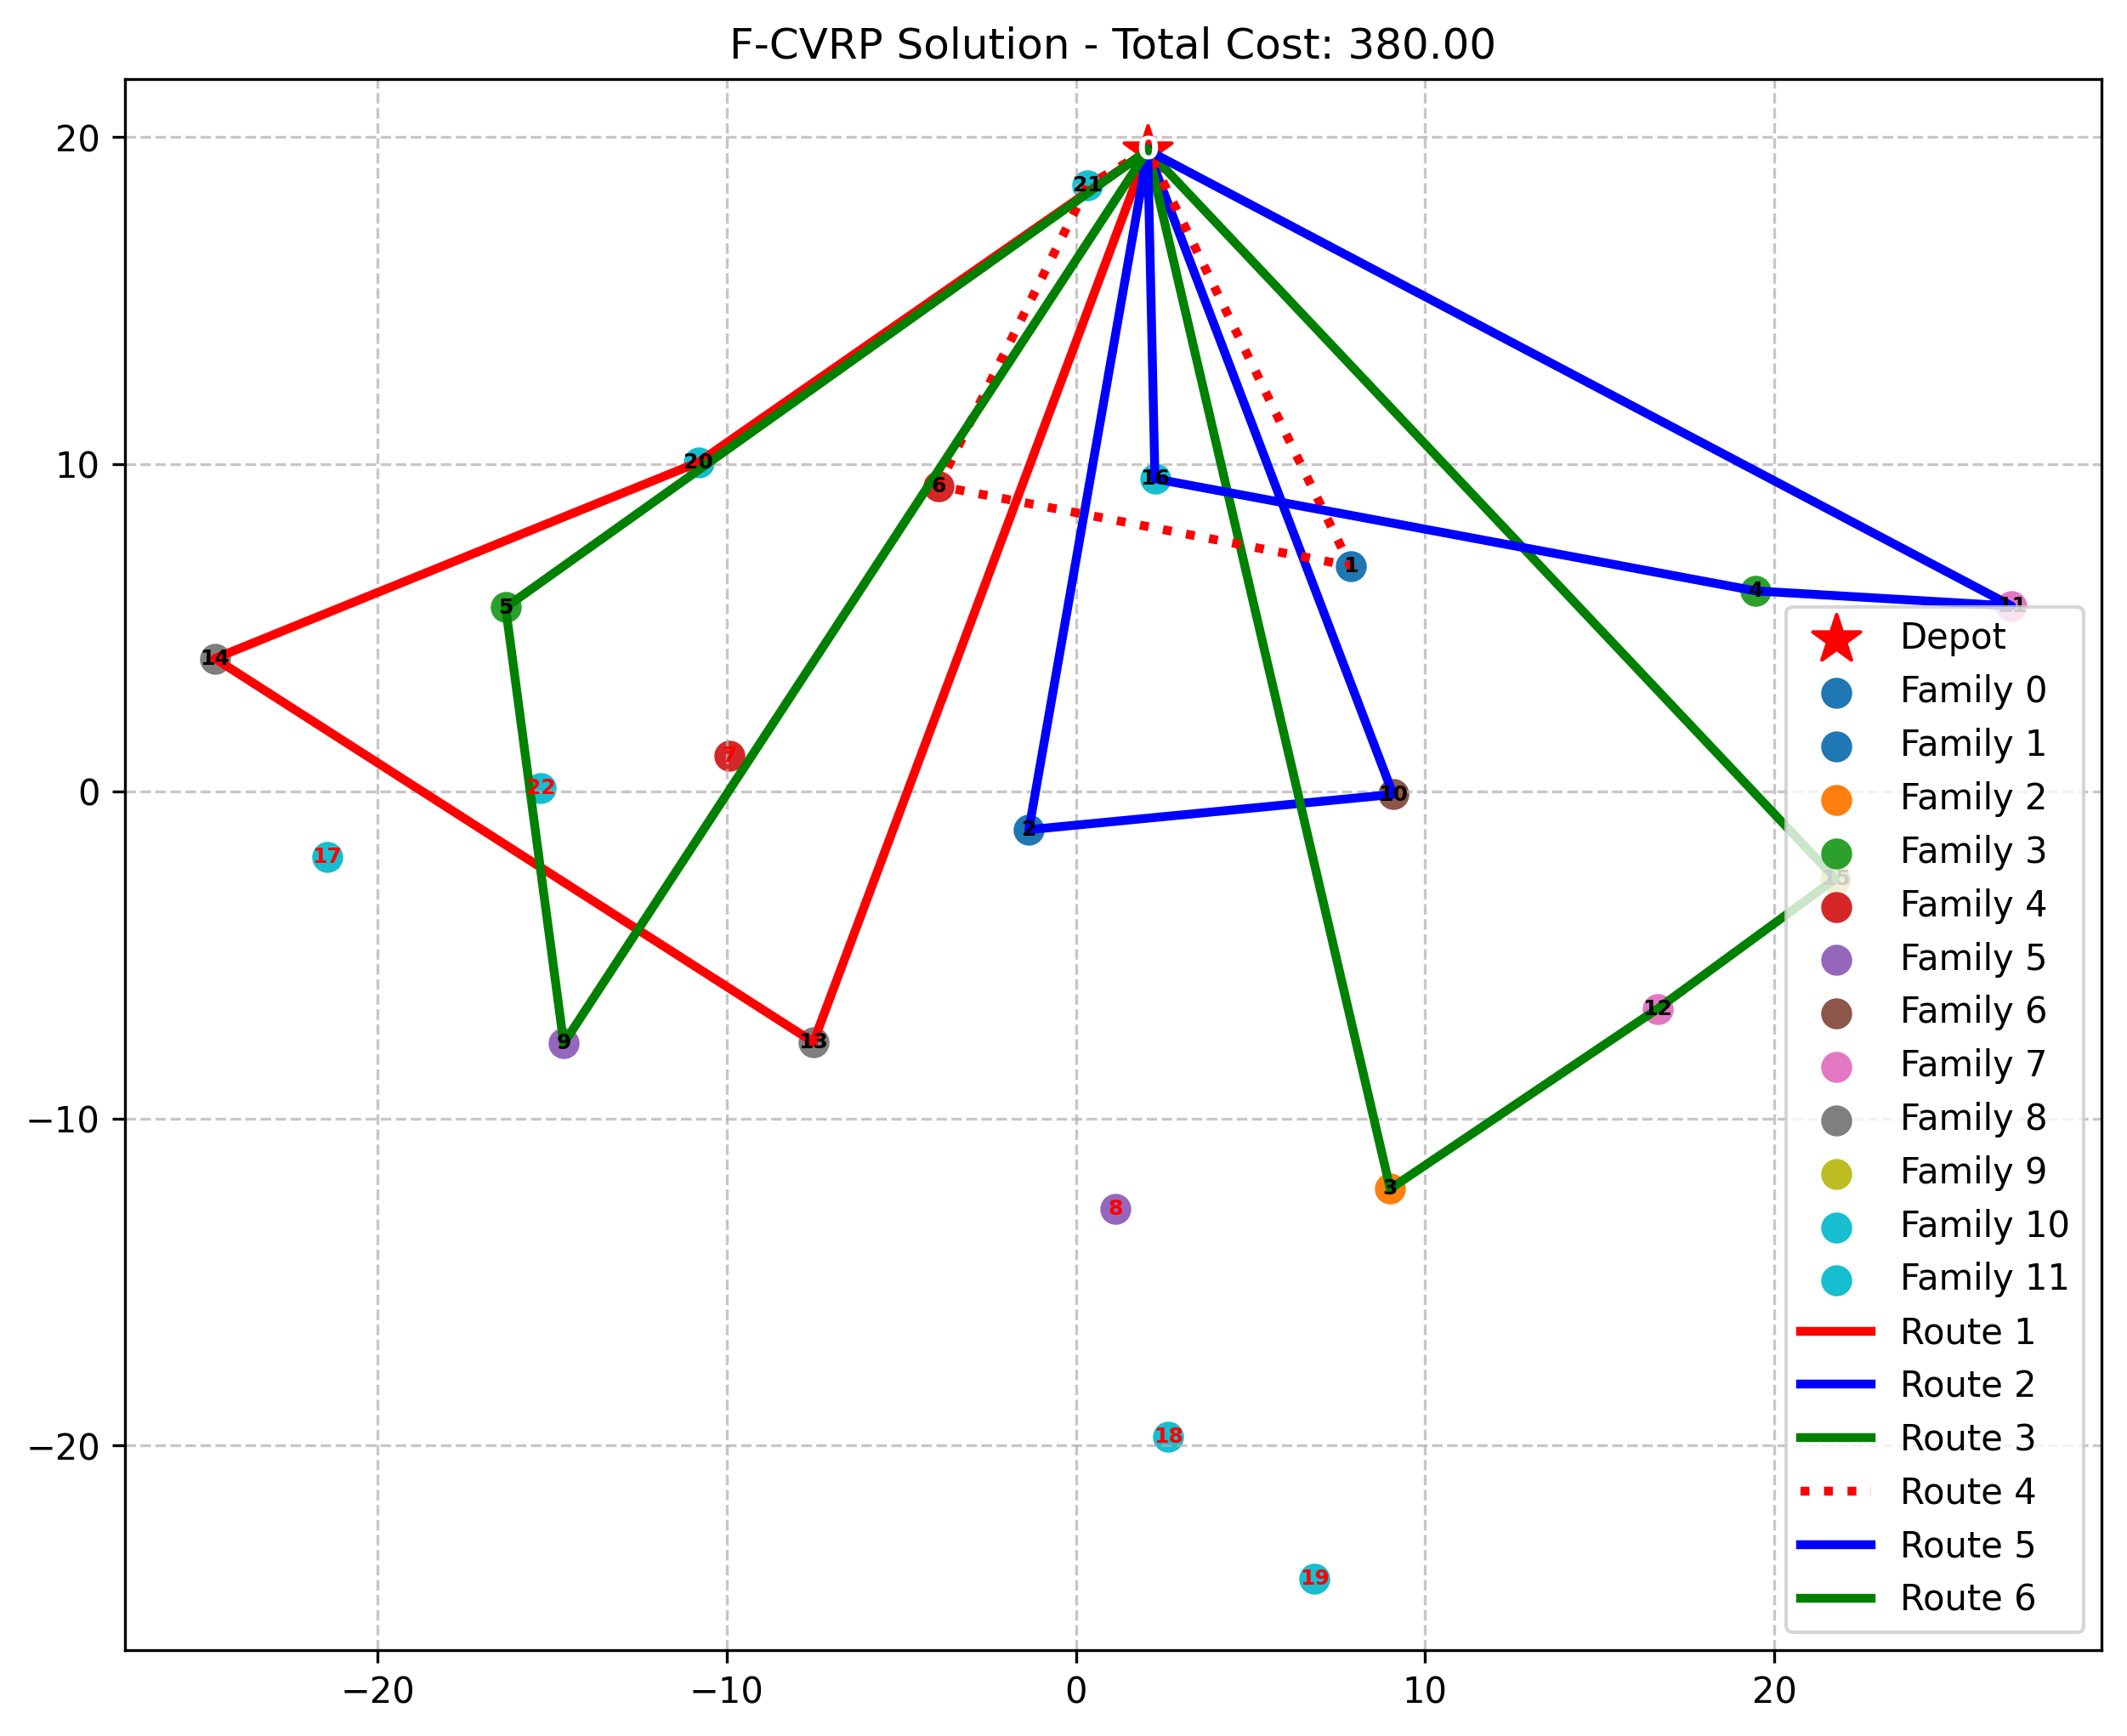 F-CVRP Solution - Total Cost: 380.00
20
10
0
−10
−20
−20
−10
0
10
20
0
21
20
6
16
1
4
11
5
14
7
22
10
2
17
15
9
13
12
3
8
18
19
Depot
Family 0
Family 1
Family 2
Family 3
Family 4
Family 5
Family 6
Family 7
Family 8
Family 9
Family 10
Family 11
Route 1
Route 2
Route 3
Route 4
Route 5
Route 6